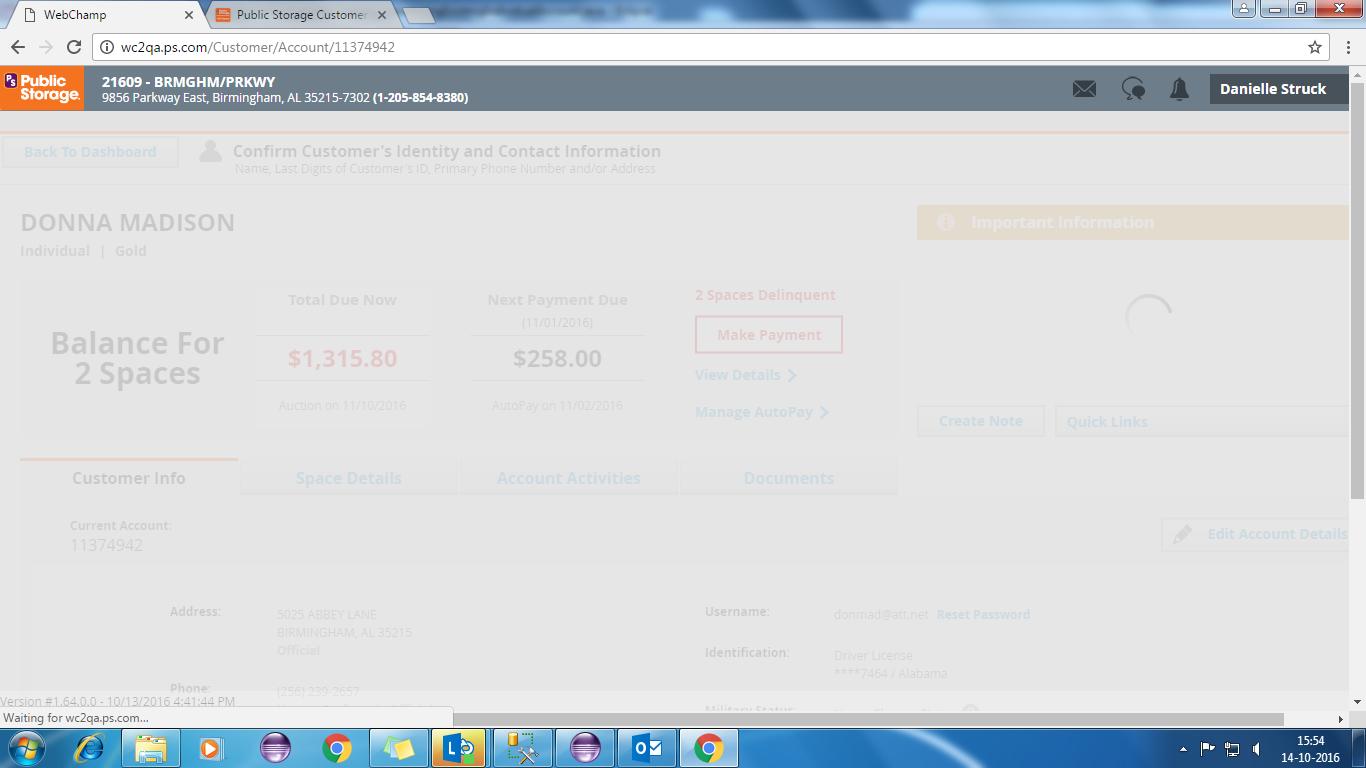 WebChamp
Public Storage Customer
wc2qa.ps.com/Customer/Account/11374942
PS Public Storage.
21609 - BRMGHM/PRKWY
9856 Parkway East, Birmingham, AL 35215-7302 (1-205-854-8380)
Danielle Struck
Back To Dashboard
Confirm Customer's Identity and Contact Information
Name, Last Digits of Customer's ID, Primary Phone Number and/or Address
DONNA MADISON
Individual | Gold
Important Information
Balance For
2 Spaces
Total Due Now
$1,315.80
Auction on 11/10/2016
Next Payment Due
(11/01/2016)
$258.00
AutoPay on 11/02/2016
2 Spaces Delinquent
Make Payment
View Details
Manage AutoPay
Create Note
Quick Links
Customer Info
Space Details
Account Activities
Documents
Current Account:
11374942
Edit Account Details
Address:
5025 ABBEY LANE
BIRMINGHAM, AL 35215
Official
Phone:
(256) 239-2657
Username:
donmad@att.net Reset Password
Identification:
Driver License
****7464 / Alabama
Military Status:
Version #1.64.0.0 - 10/13/2016 4:41:44 PM
Waiting for wc2qa.ps.com...
15:54
14-10-2016